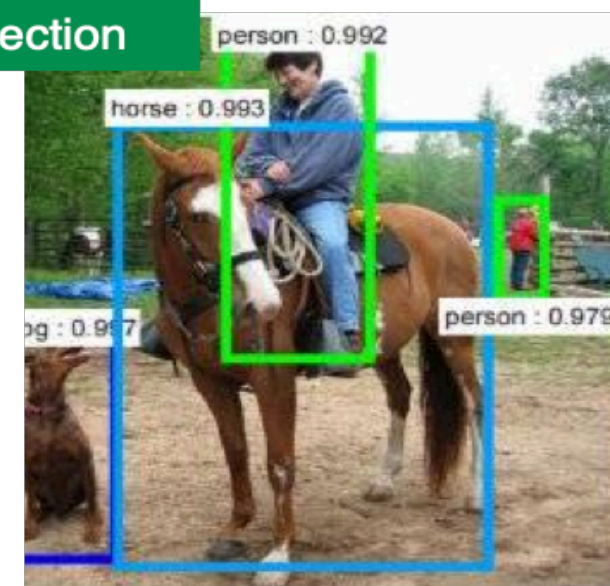 ection
person : 0.992
horse : 0.993
person : 0.979
og : 0.997